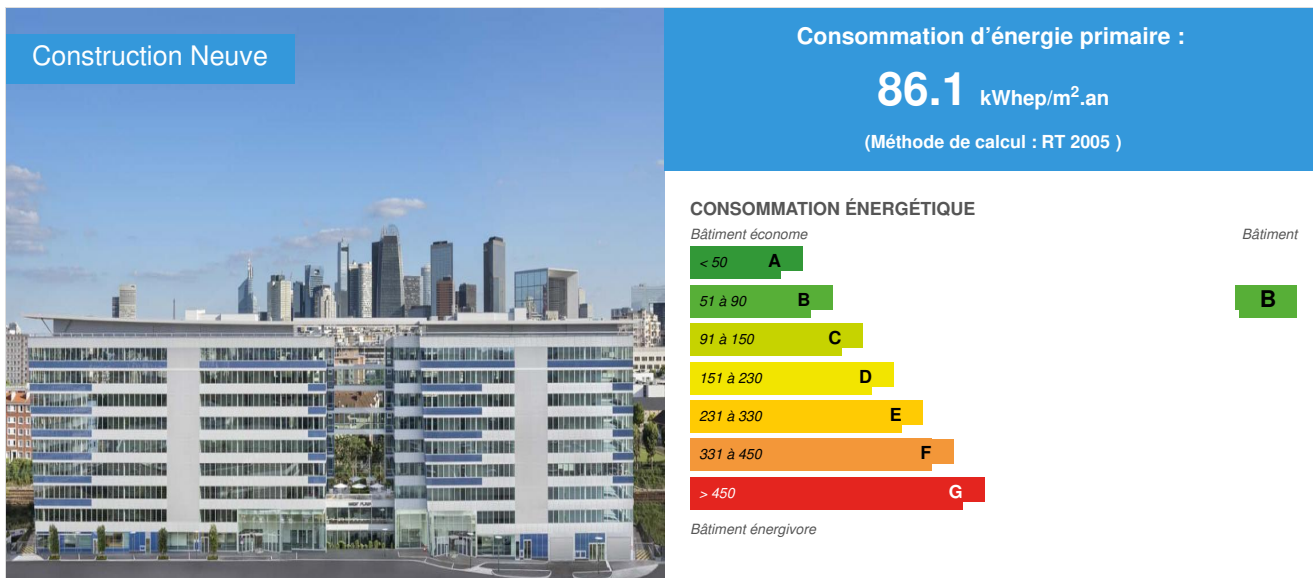 Construction Neuve
Consommation d'énergie primaire :
86.1 kWhep/m².an
(Méthode de calcul : RT 2005 )
CONSOMMATION ÉNERGÉTIQUE
Bâtiment économe
Bâtiment
< 50 A
51 à 90 B
B
91 à 150 C
151 à 230 D
231 à 330 E
331 à 450 F
> 450 G
Bâtiment énergivore